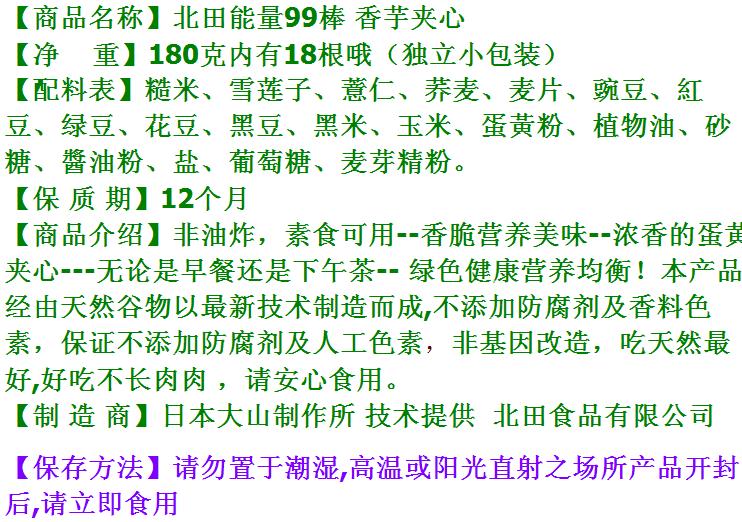 【商品名称】北田能量99棒 香芋夹心
【净 重】180克内有18根哦（独立小包装）
【配料表】糙米、雪莲子、薏仁、荞麦、麦片、豌豆、紅
豆、绿豆、花豆、黑豆、黑米、玉米、蛋黄粉、植物油、砂
糖、醬油粉、盐、葡萄糖、麦芽精粉。
【保 质 期】12个月
【商品介绍】非油炸，素食可用--香脆营养美味--浓香的蛋黄
夹心---无论是早餐还是下午茶-- 绿色健康营养均衡！本产品
经由天然谷物以最新技术制造而成,不添加防腐剂及香料色
素，保证不添加防腐剂及人工色素，非基因改造，吃天然最
好,好吃不长肉肉 ，请安心食用。
【制 造 商】日本大山制作所 技术提供 北田食品有限公司
【保存方法】请勿置于潮湿,高温或阳光直射之场所产品开封
后,请立即食用